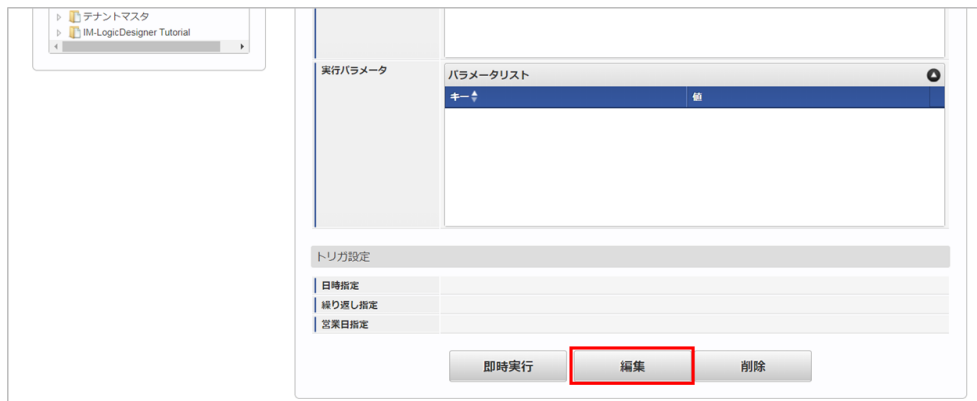 テナントマスタ
IM-LogicDesigner Tutorial
実行パラメータ
パラメータリスト
キー 値
トリガ設定
日時指定
繰り返し指定
営業日指定
即時実行 編集 削除